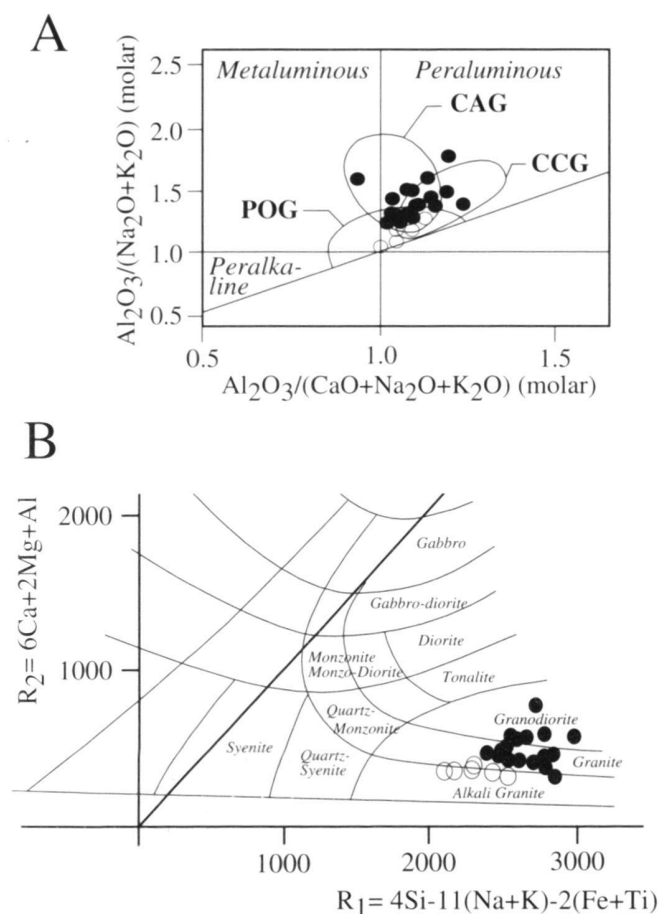 A
2.5
Metaluminous
Peraluminous
CAG
2.0
CCG
1.5
POG
1.0
Peralka-
line
0.5
0.5
1.0
1.5
Al2O3/(Na2O+K2O) (molar)
Al2O3/(CaO+Na2O+K2O) (molar)
B
2000
Gabbro
Gabbro-diorite
Diorite
1000
Monzonite
Monzo-Diorite
Tonalite
Quartz-
Monzonite
Granodiorite
Syenite
Quartz-
Syenite
Granite
Alkali Granite
R2= 6Ca+2Mg+Al
1000
2000
3000
R1= 4Si-11(Na+K)-2(Fe+Ti)